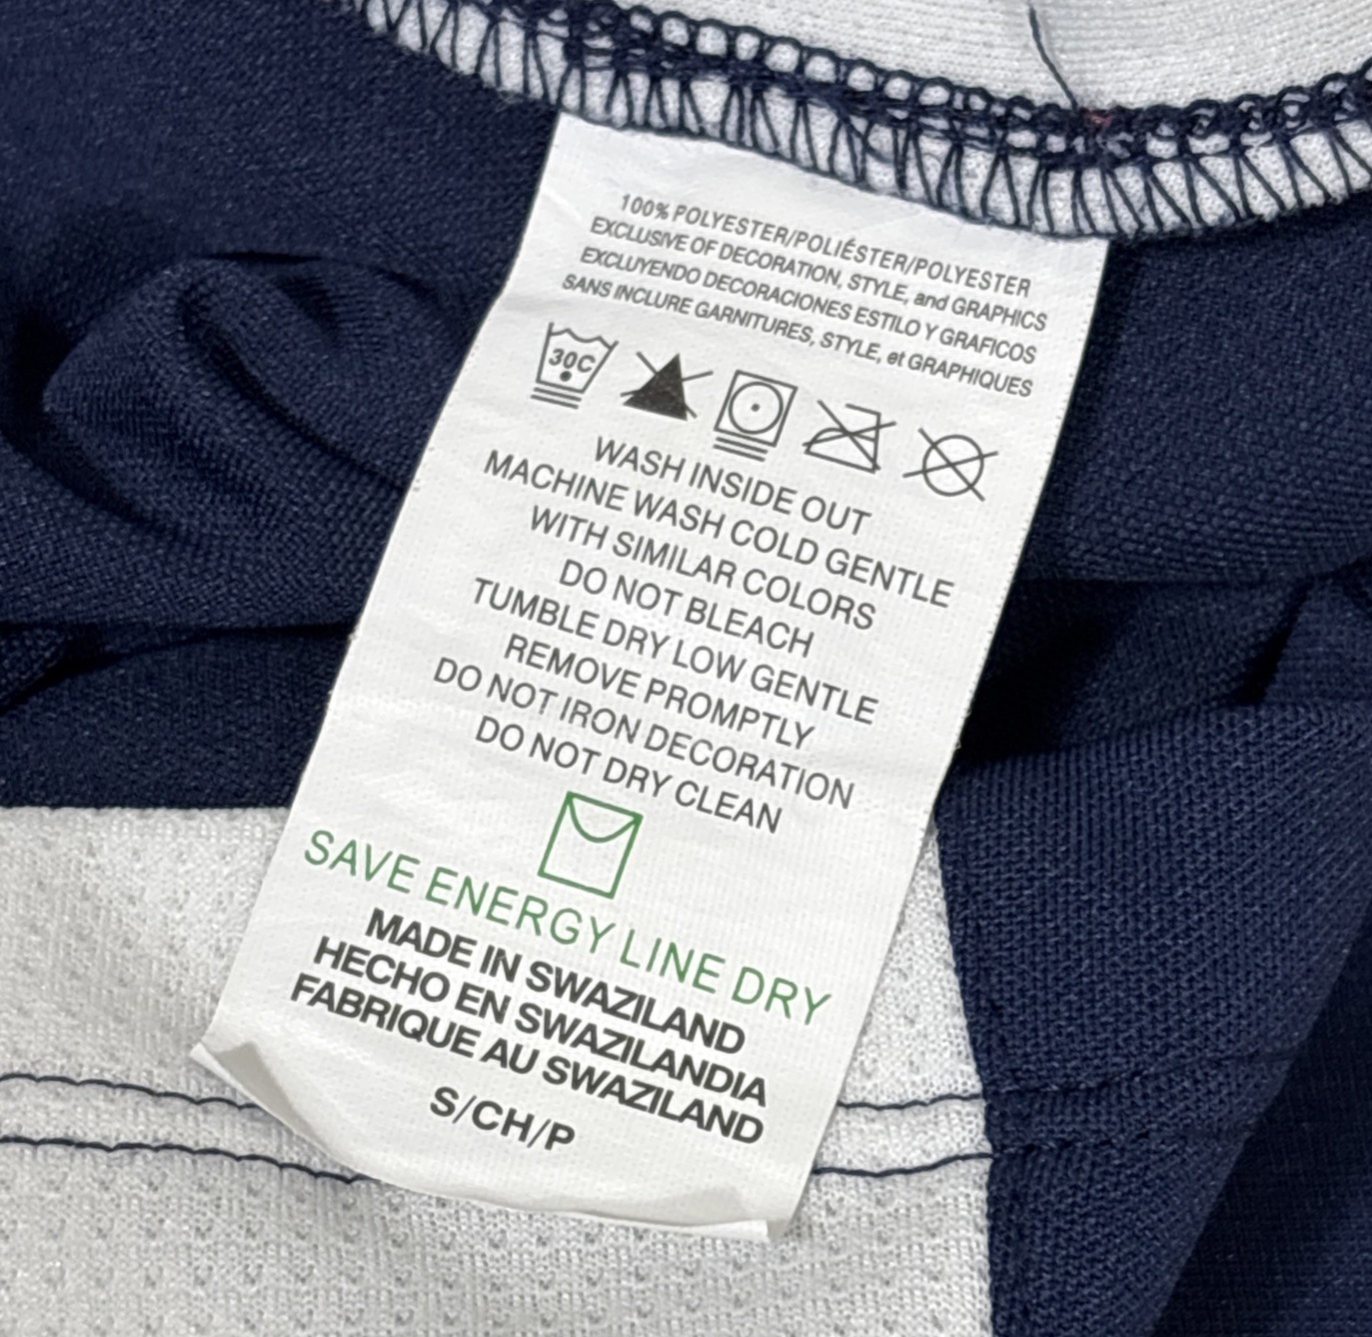 100% POLYESTER/POLIÉSTER/POLYESTER
EXCLUSIVE OF DECORATION, STYLE, and GRAPHICS
EXCLUYENDO DECORACIONES ESTILO Y GRAFICOS
SANS INCLURE GARNITURES, STYLE, et GRAPHIQUES
30C
WASH INSIDE OUT
MACHINE WASH COLD GENTLE
WITH SIMILAR COLORS
DO NOT BLEACH
TUMBLE DRY LOW GENTLE
REMOVE PROMPTLY
DO NOT IRON DECORATION
DO NOT DRY CLEAN
SAVE ENERGY LINE DRY
MADE IN SWAZILAND
HECHO EN SWAZILANDIA
FABRIQUE AU SWAZILAND
S/CH/P